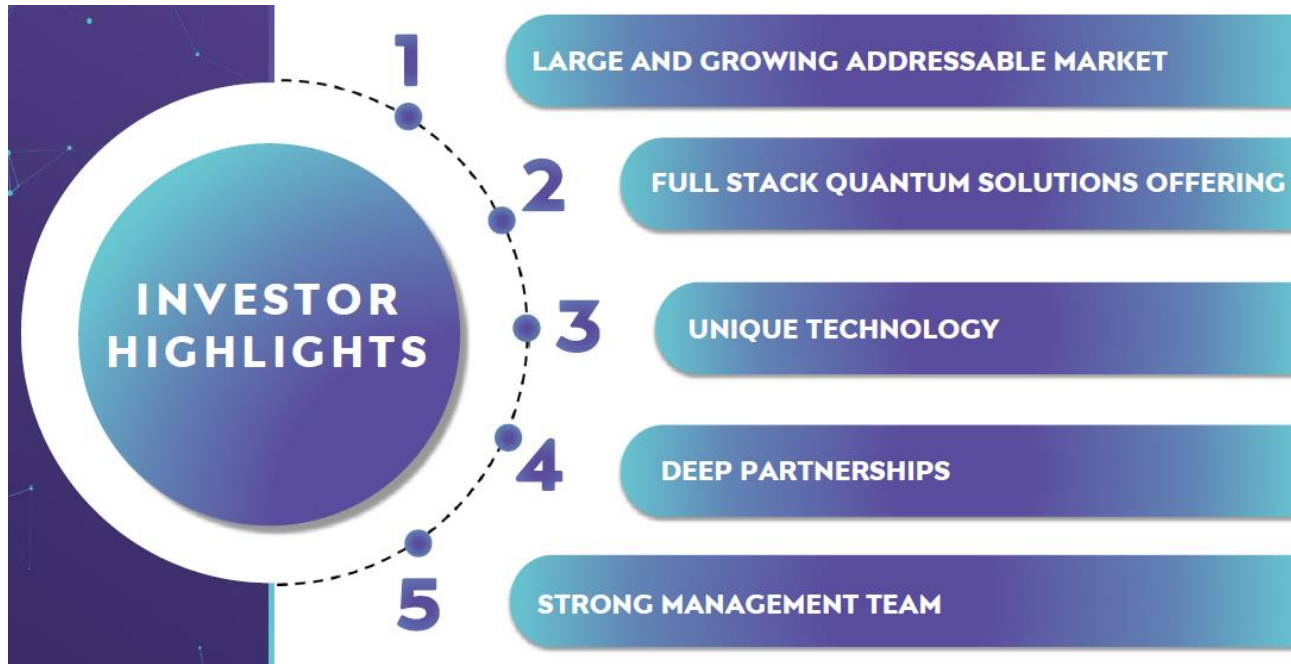 INVESTOR
HIGHLIGHTS
1
LARGE AND GROWING ADDRESSABLE MARKET
2
FULL STACK QUANTUM SOLUTIONS OFFERING
3
UNIQUE TECHNOLOGY
4
DEEP PARTNERSHIPS
5
STRONG MANAGEMENT TEAM